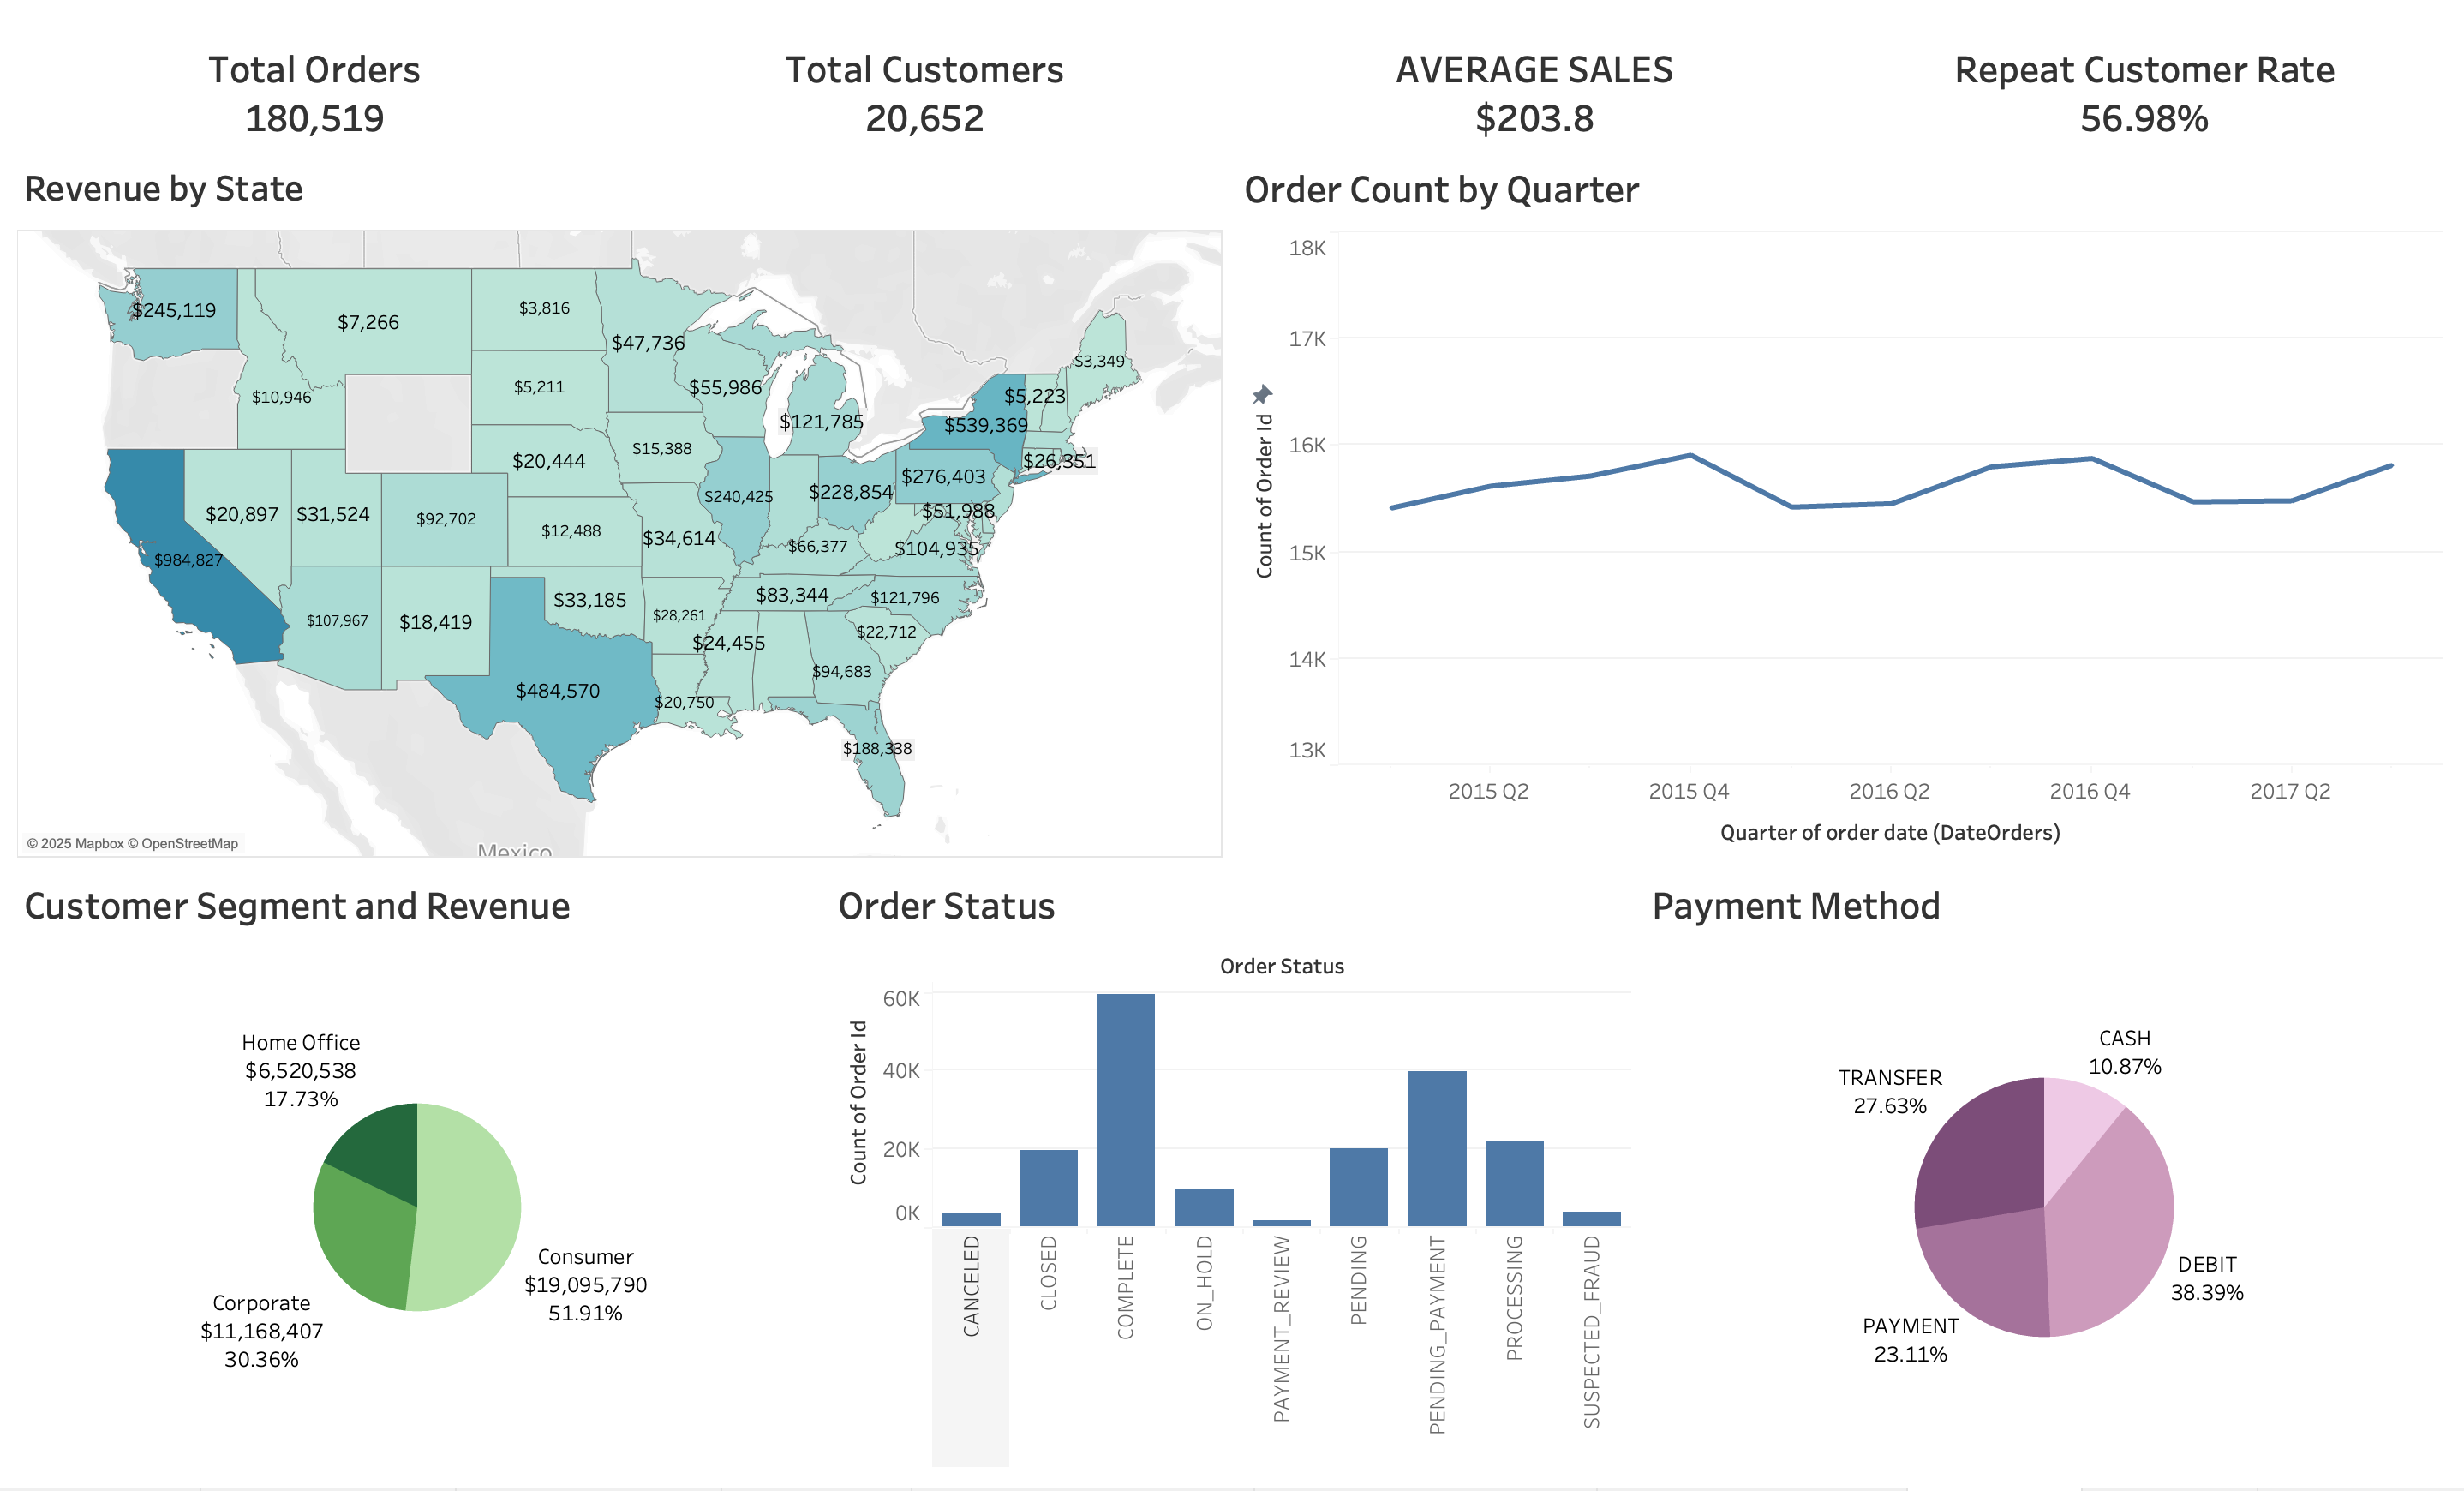 Total Orders
180,519
Total Customers
20,652
AVERAGE SALES
$203.8
Repeat Customer Rate
56.98%
Revenue by State
$245,119
$7,266
$3,816
$47,736
$3,349
$10,946
$5,211
$55,986
$121,785
$5,223
$539,369
$15,388
$20,444
$276,403
$26,351
$240,425
$228,854
$20,897
$31,524
$92,702
$12,488
$34,614
$51,988
$66,377
$104,935
$984,827
$83,344
$121,796
$33,185
$28,261
$107,967
$18,419
$24,455
$22,712
$94,683
$484,570
$20,750
$188,338
© 2025 Mapbox © OpenStreetMap
Mexico
Order Count by Quarter
Count of Order Id
18K
17K
16K
15K
14K
13K
2015 Q2
2015 Q4
2016 Q2
2016 Q4
2017 Q2
Quarter of order date (DateOrders)
Customer Segment and Revenue
Home Office
$6,520,538
17.73%
Consumer
$19,095,790
51.91%
Corporate
$11,168,407
30.36%
Order Status
Order Status
Count of Order Id
60K
40K
20K
0K
CANCELED
CLOSED
COMPLETE
ON_HOLD
PAYMENT_REVIEW
PENDING
PENDING_PAYMENT
PROCESSING
SUSPECTED_FRAUD
Payment Method
CASH
10.87%
TRANSFER
27.63%
DEBIT
38.39%
PAYMENT
23.11%